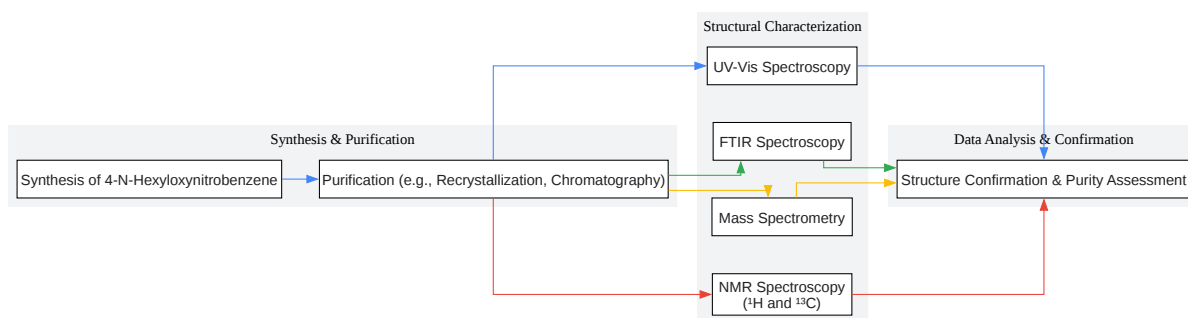 Structural Characterization
UV-Vis Spectroscopy
Synthesis & Purification
FTIR Spectroscopy
Data Analysis & Confirmation
Synthesis of 4-N-Hexyloxynitrobenzene
Purification (e.g., Recrystallization, Chromatography)
Structure Confirmation & Purity Assessment
Mass Spectrometry
NMR Spectroscopy
(¹H and ¹³C)